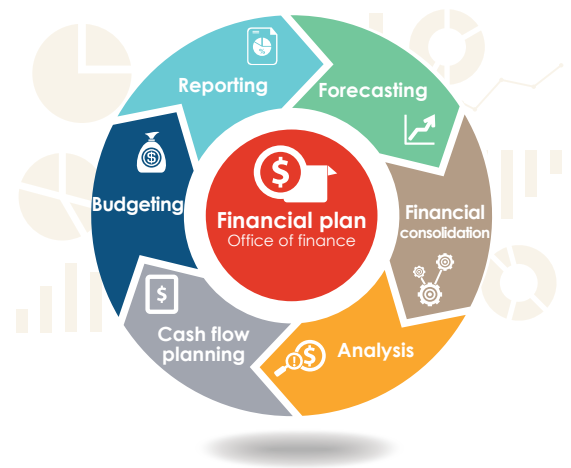 Reporting
Forecasting
Budgeting
Financial plan
Office of finance
Financial
consolidation
Cash flow
planning
Analysis
$
$
$
$